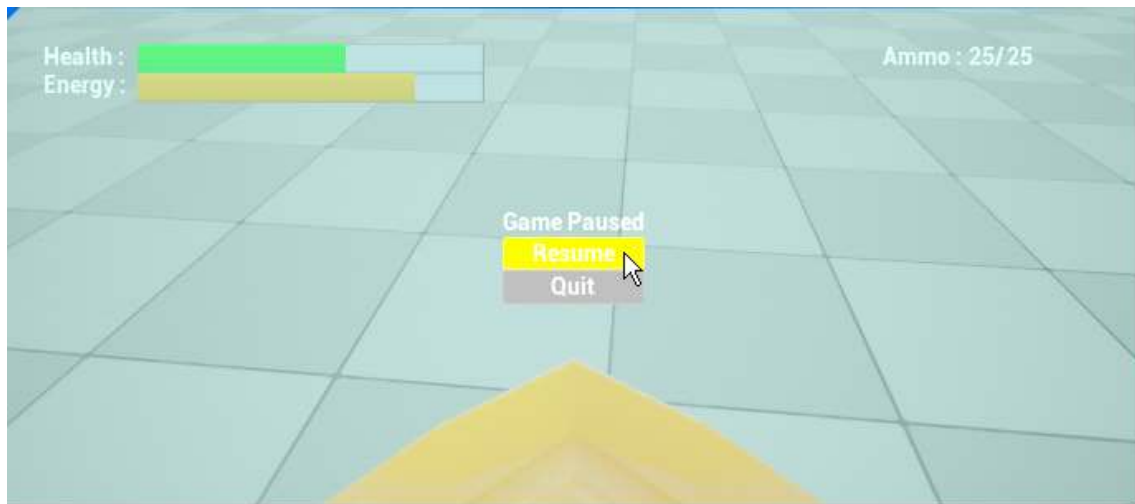 Health :
Energy :
Ammo : 25/25
Game Paused
Resume
Quit